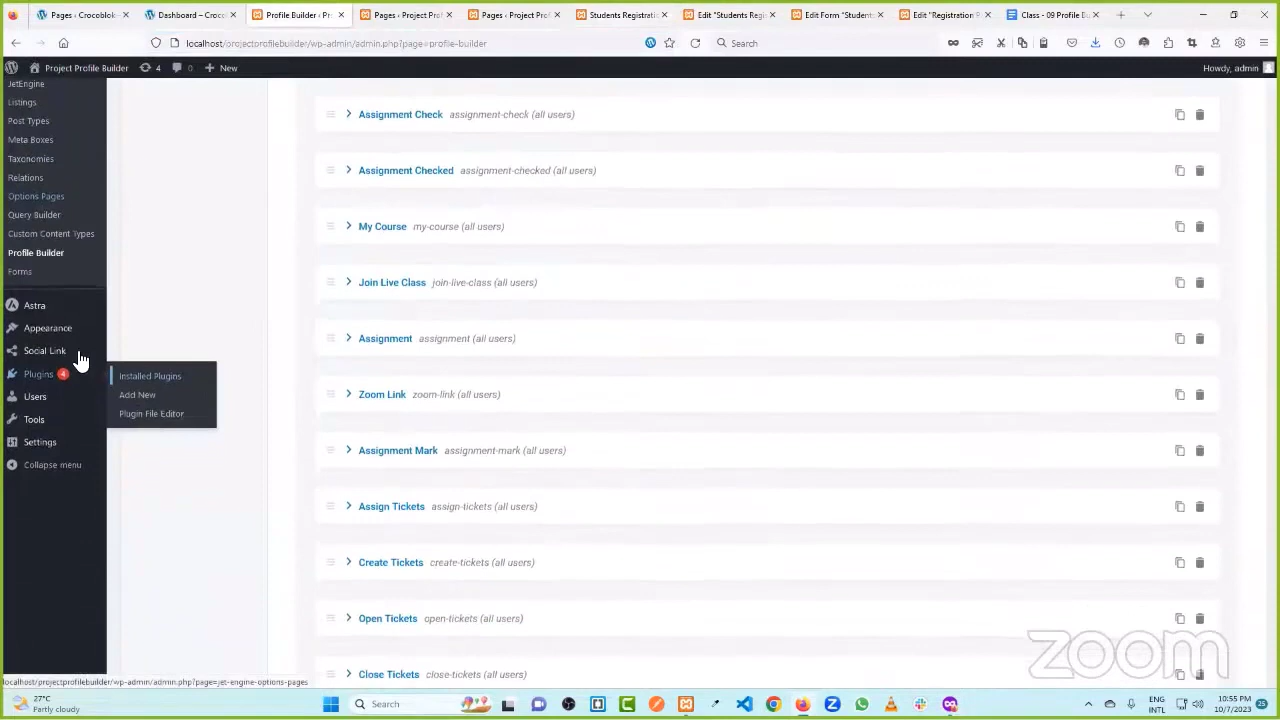 Pages ‹ Crocoblok
Dashboard ‹ Croco
Profile Builder ‹ Pr
Pages ‹ Project Prof
Pages ‹ Project Prof
Students Registratio
Edit "Students Reg
Edit Form "Student
Edit "Registration P
Class - 09 Profile Bu
localhost/projectprofilebuilder/wp-admin/admin.php?page=profile-builder
Search
Project Profile Builder
4
0
New
Howdy, admin
JetEngine
Listings
Post Types
Meta Boxes
Taxonomies
Relations
Options Pages
Query Builder
Custom Content Types
Profile Builder
Forms
Astra
Appearance
Social Link
Plugins 4
Users
Tools
Settings
Collapse menu
Installed Plugins
Add New
Plugin File Editor
Assignment Check assignment-check (all users)
Assignment Checked assignment-checked (all users)
My Course my-course (all users)
Join Live Class join-live-class (all users)
Assignment assignment (all users)
Zoom Link zoom-link (all users)
Assignment Mark assignment-mark (all users)
Assign Tickets assign-tickets (all users)
Create Tickets create-tickets (all users)
Open Tickets open-tickets (all users)
Close Tickets close-tickets (all users)
zoom
localhost/projectprofilebuilder/wp-admin/admin.php?page=jet-engine-options-pages
27°C
Partly cloudy
Search
ENG
INTL
10:55 PM
10/7/2023